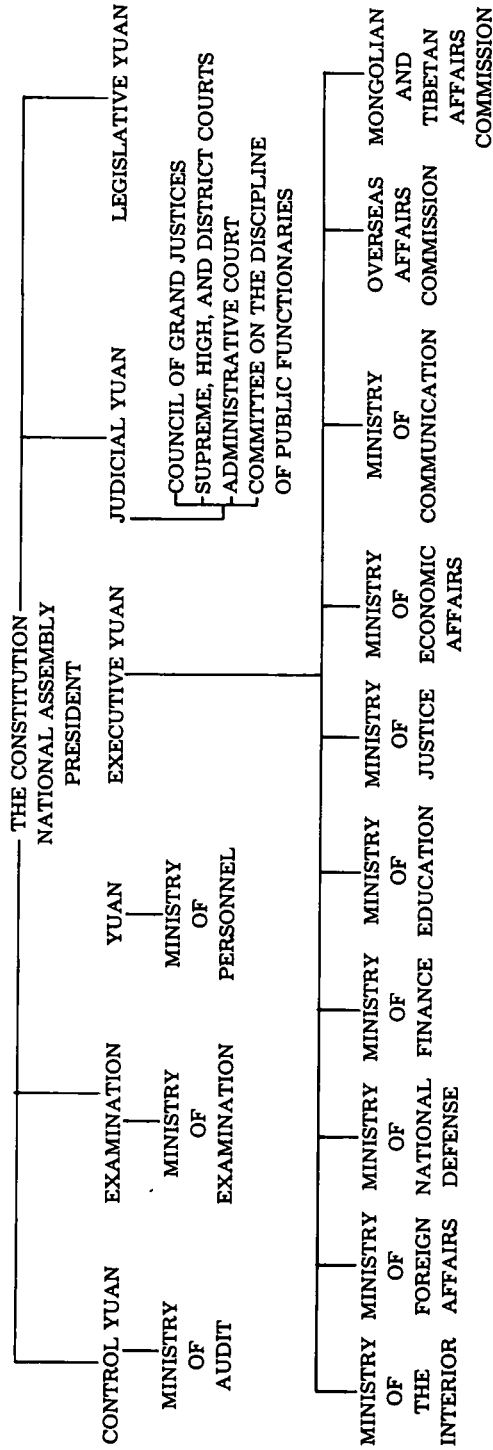 THE CONSTITUTION
NATIONAL ASSEMBLY
PRESIDENT
CONTROL YUAN
MINISTRY
OF
AUDIT
EXAMINATION YUAN
MINISTRY
OF
EXAMINATION
MINISTRY
OF
PERSONNEL
EXECUTIVE YUAN
JUDICIAL YUAN
COUNCIL OF GRAND JUSTICES
SUPREME, HIGH, AND DISTRICT COURTS
ADMINISTRATIVE COURT
COMMITTEE ON THE DISCIPLINE
OF PUBLIC FUNCTIONARIES
LEGISLATIVE YUAN
MINISTRY
OF
THE
INTERIOR
MINISTRY
OF
FOREIGN
AFFAIRS
MINISTRY
OF
NATIONAL
DEFENSE
MINISTRY
OF
FINANCE
MINISTRY
OF
EDUCATION
MINISTRY
OF
JUSTICE
MINISTRY
OF
ECONOMIC
AFFAIRS
MINISTRY
OF
COMMUNICATION
OVERSEAS
AFFAIRS
COMMISSION
MONGOLIAN
AND
TIBETAN
AFFAIRS
COMMISSION